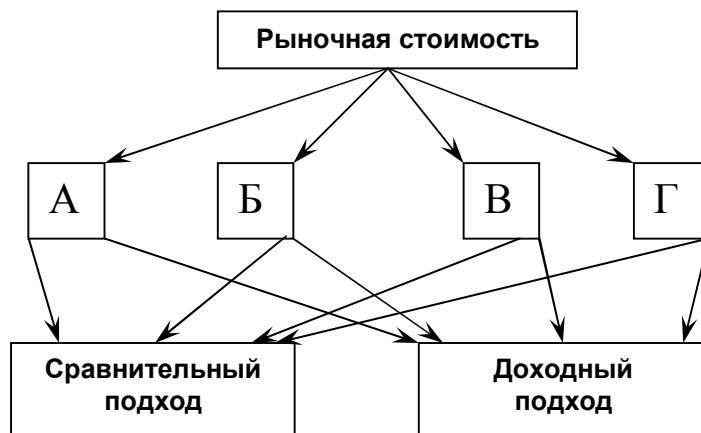 Рыночная стоимость
А Б В Г
Сравнительный Доходный
подход подход